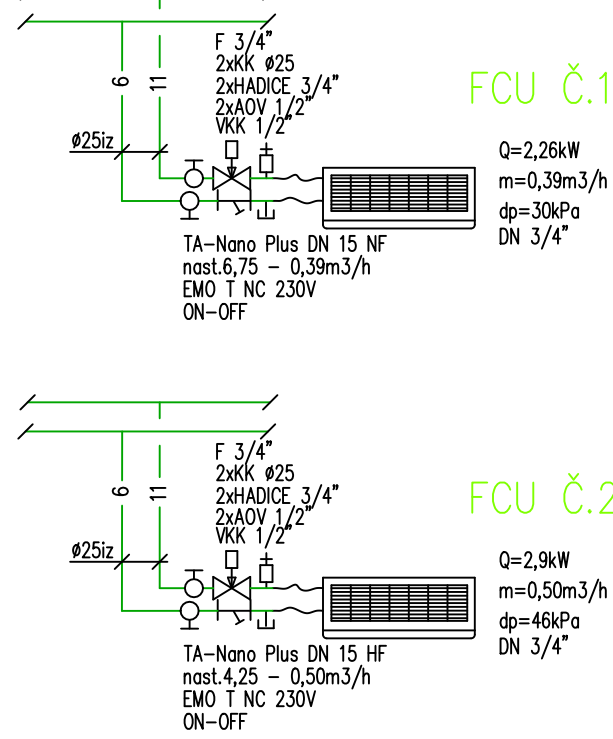 F 3/4"
2xKK ø25
2xHADICE 3/4"
2xAOV 1/2"
VKK 1/2"
FCU Č.1
6
11
ø25iz
Q=2,26kW
m=0,39m3/h
dp=30kPa
DN 3/4"
TA-Nano Plus DN 15 NF
nast.6,75 - 0,39m3/h
EMO T NC 230V
ON-OFF
F 3/4"
2xKK ø25
2xHADICE 3/4"
2xAOV 1/2"
VKK 1/2"
FCU Č.2
6
11
ø25iz
Q=2,9kW
m=0,50m3/h
dp=46kPa
DN 3/4"
TA-Nano Plus DN 15 HF
nast.4,25 - 0,50m3/h
EMO T NC 230V
ON-OFF